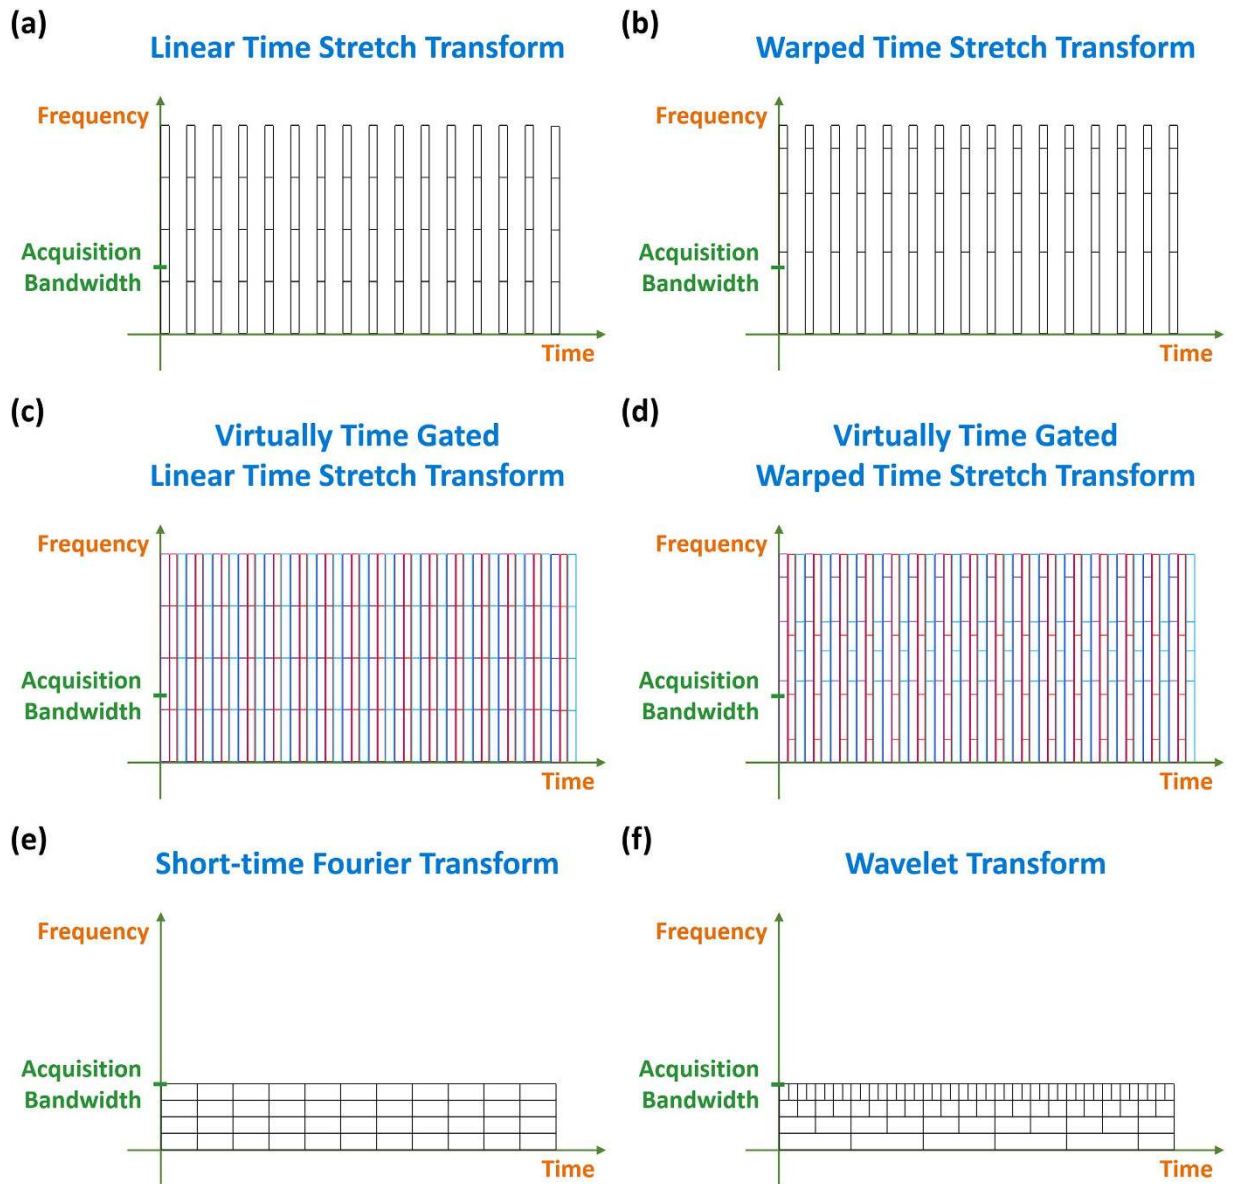 (a)
Linear Time Stretch Transform
Frequency
Acquisition
Bandwidth
Time
(b)
Warped Time Stretch Transform
Frequency
Acquisition
Bandwidth
Time
(c)
Virtually Time Gated
Linear Time Stretch Transform
Frequency
Acquisition
Bandwidth
Time
(d)
Virtually Time Gated
Warped Time Stretch Transform
Frequency
Acquisition
Bandwidth
Time
(e)
Short-time Fourier Transform
Frequency
Acquisition
Bandwidth
Time
(f)
Wavelet Transform
Frequency
Acquisition
Bandwidth
Time